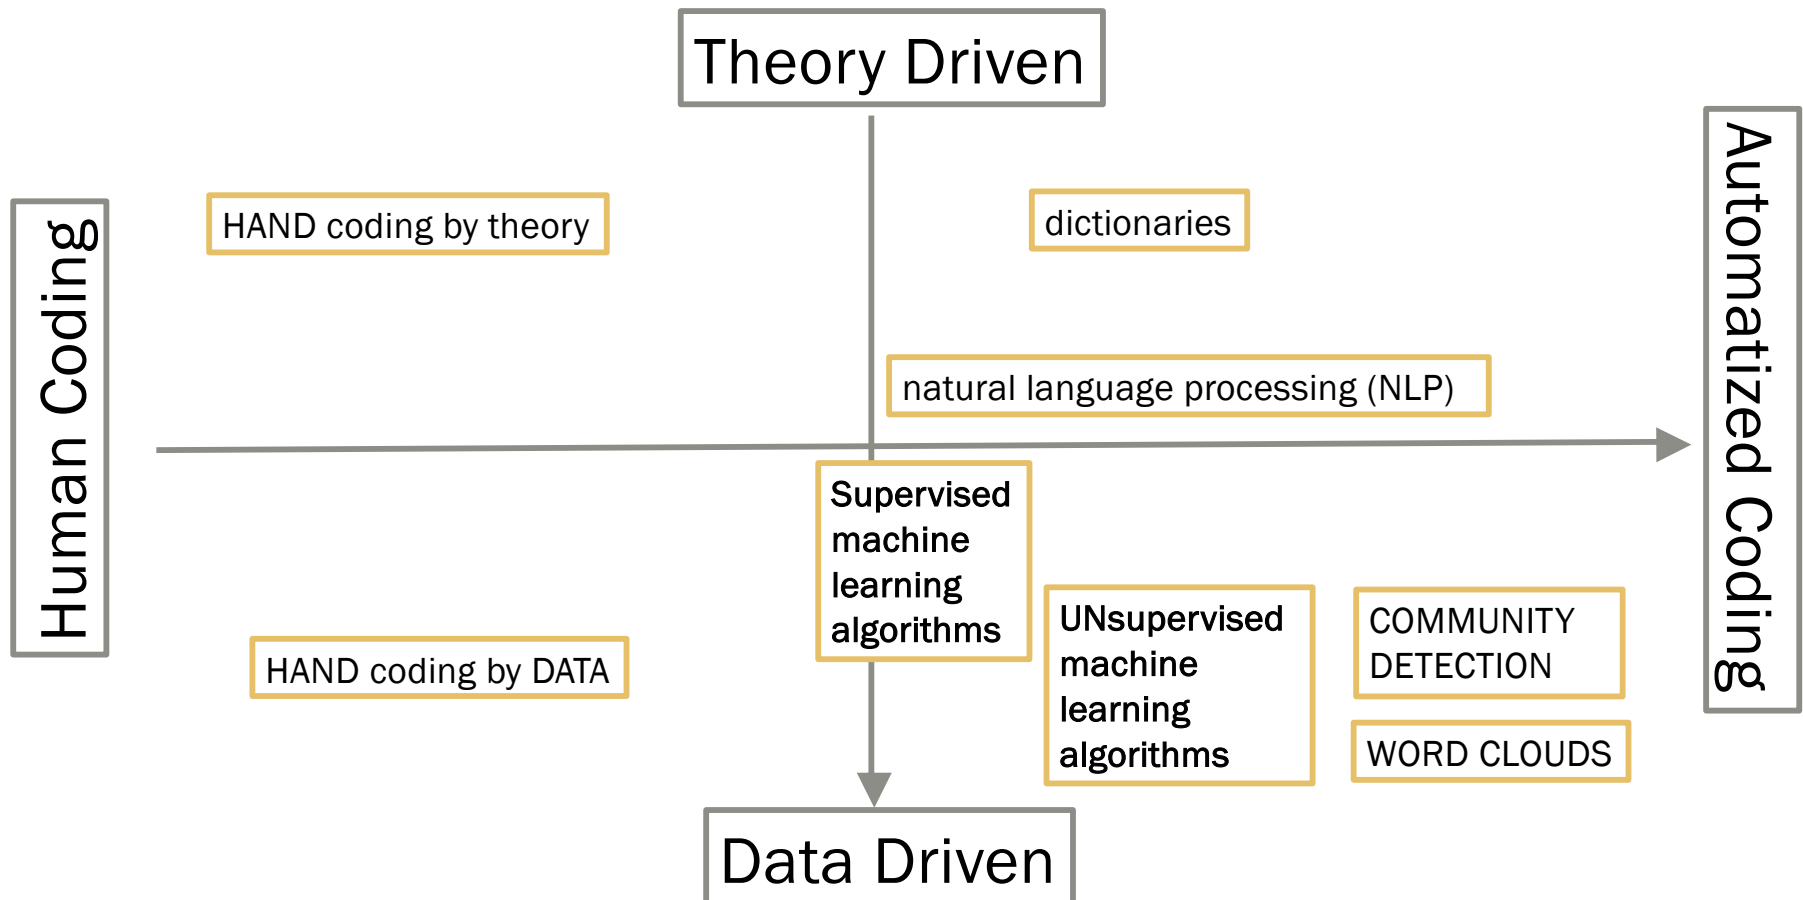 Theory Driven
Human Coding
Automatized Coding
HAND coding by theory
dictionaries
natural language processing (NLP)
Supervised
machine
learning
algorithms
UNsupervised
machine
learning
algorithms
COMMUNITY
DETECTION
HAND coding by DATA
WORD CLOUDS
Data Driven